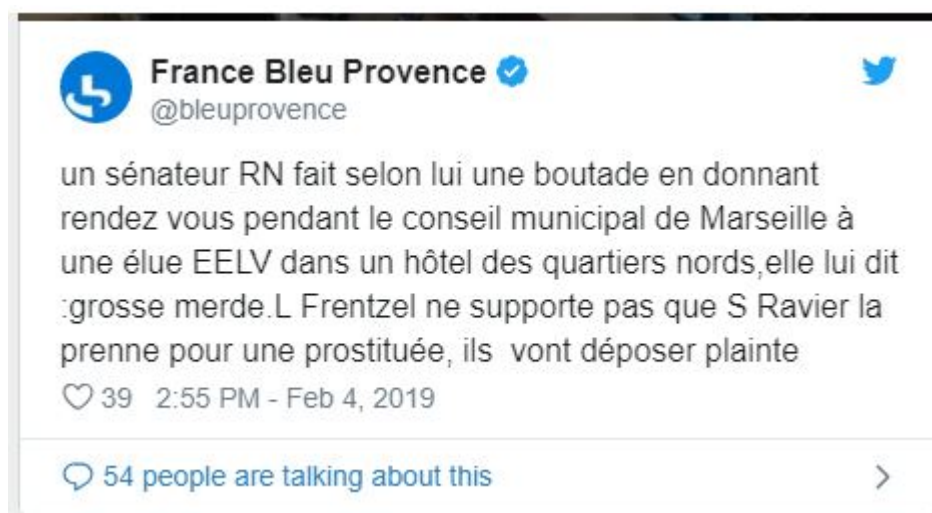 France Bleu Provence
@bleuprovence
un sénateur RN fait selon lui une boutade en donnant
rendez vous pendant le conseil municipal de Marseille à
une élue EELV dans un hôtel des quartiers nords,elle lui dit
:grosse merde.L Frentzel ne supporte pas que S Ravier la
prenne pour une prostituée, ils  vont déposer plainte
39 2:55 PM - Feb 4, 2019
54 people are talking about this